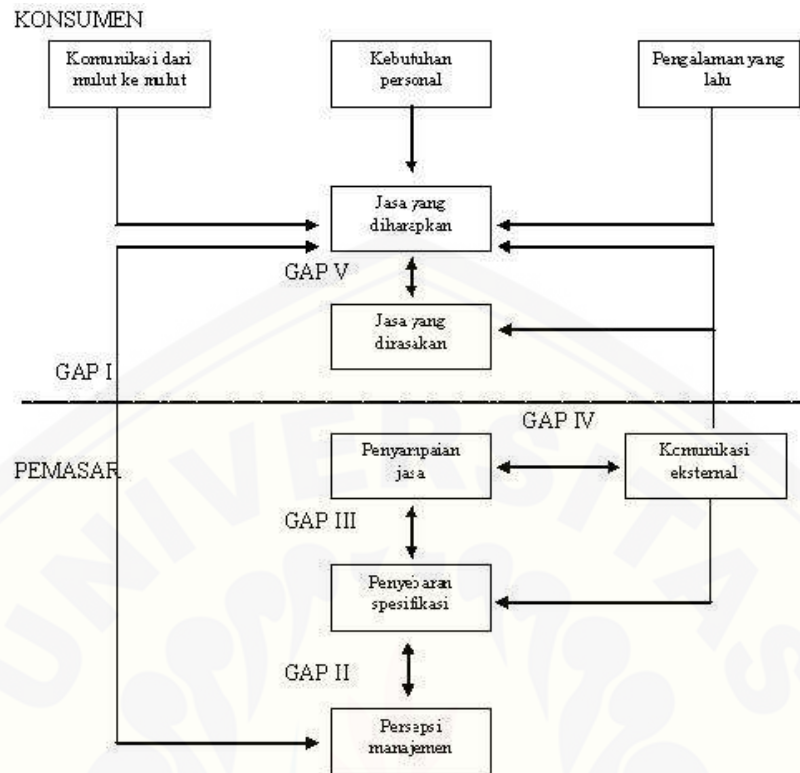 KONSUMEN
Komunikasi dari
mulut ke mulut
Kebutuhan
personal
Pengalaman yang
lalu
Jasa yang
diharapkan
GAP V
Jasa yang
dirasakan
GAP I
GAP IV
PEMASAR
Penyampaian
jasa
Komunikasi
eksternal
GAP III
Penyebaran
spesifikasi
GAP II
Persepsi
manajemen
UNIVERSITAS